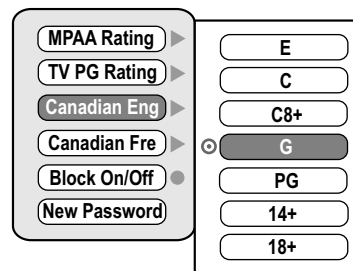 MPAA Rating
TV PG Rating
Canadian Eng
Canadian Fre
Block On/Off
New Password
E
C
C8+
G
PG
14+
18+